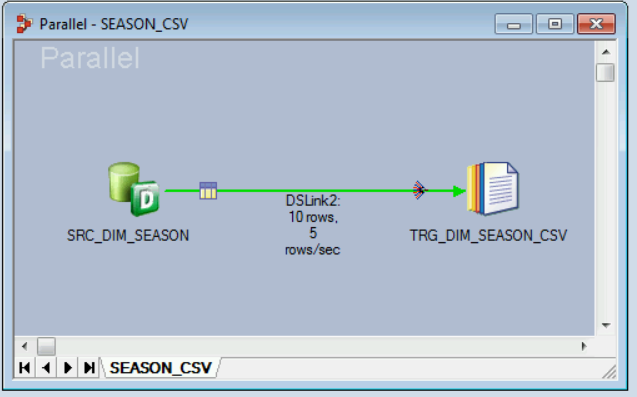 Parallel - SEASON_CSV
Parallel
D
DSLink2:
10 rows,
5
rows/sec
SRC_DIM_SEASON
TRG_DIM_SEASON_CSV
SEASON_CSV